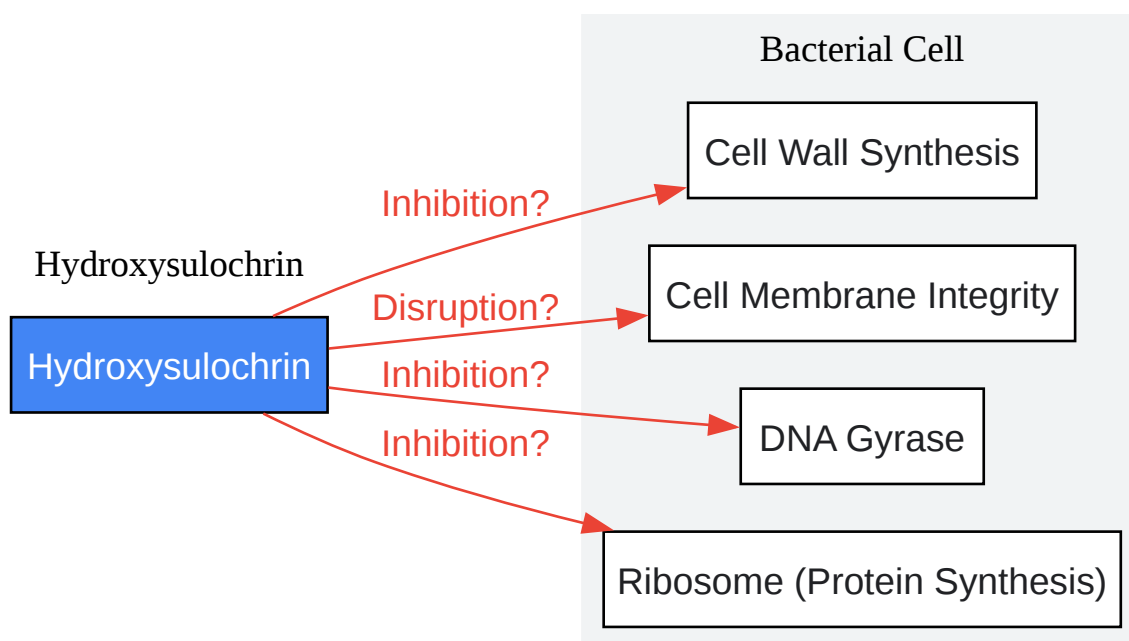 Hydroxysulochrin
Hydroxysulochrin
Inhibition?
Disruption?
Inhibition?
Inhibition?
Bacterial Cell
Cell Wall Synthesis
Cell Membrane Integrity
DNA Gyrase
Ribosome (Protein Synthesis)